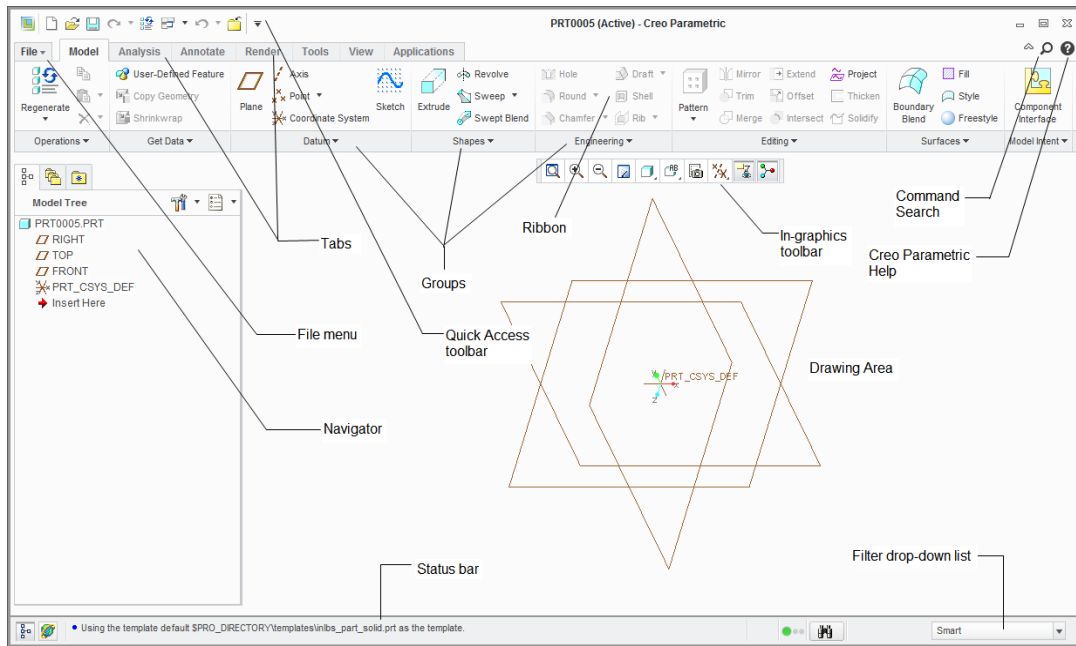 PRT0005 (Active) - Creo Parametric
File Model Analysis Annotate Render Tools View Applications
Regenerate
User-Defined Feature
Copy Geometry
Shrinkwrap
Plane
Axis
Point
Coordinate System
Sketch
Extrude
Revolve
Sweep
Swept Blend
Hole
Round
Chamfer
Draft
Shell
Rib
Pattern
Mirror
Trim
Merge
Extend
Offset
Intersect
Project
Thicken
Solidify
Boundary
Blend
Fill
Style
Freestyle
Component
Interface
Operations Get Data Datum Shapes Engineering Editing Surfaces Model Intent
Model Tree
PRT0005.PRT
RIGHT
TOP
FRONT
PRT_CSYS_DEF
Insert Here
Tabs
Groups
Ribbon
In-graphics
toolbar
Command
Search
Creo Parametric
Help
File menu
Quick Access
toolbar
Drawing Area
y
PRT_CSYS_DEF
x
z
Navigator
Status bar
Filter drop-down list
Using the template default $PRO_DIRECTORY\templates\inlbs_part_solid.prt as the template.
Smart